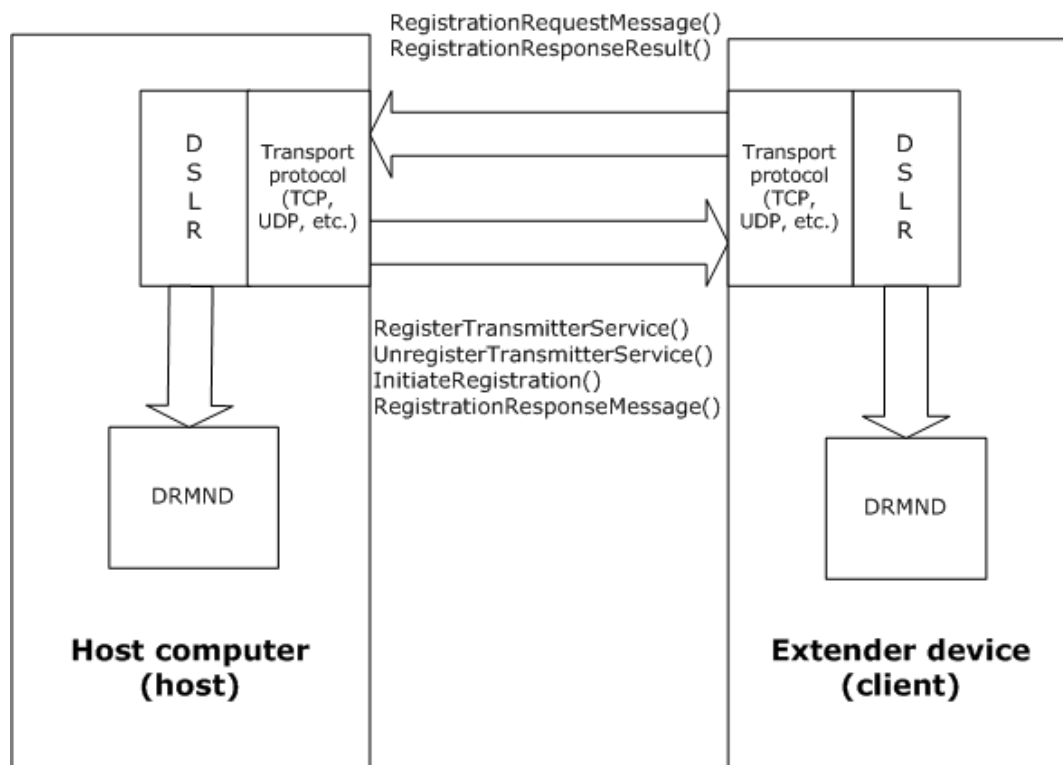 RegistrationRequestMessage()
RegistrationResponseResult()
D
S
L
R
Transport
protocol
(TCP,
UDP, etc.)
Transport
protocol
(TCP,
UDP, etc.)
D
S
L
R
RegisterTransmitterService()
UnregisterTransmitterService()
InitiateRegistration()
RegistrationResponseMessage()
DRMND
DRMND
Host computer
(host)
Extender device
(client)